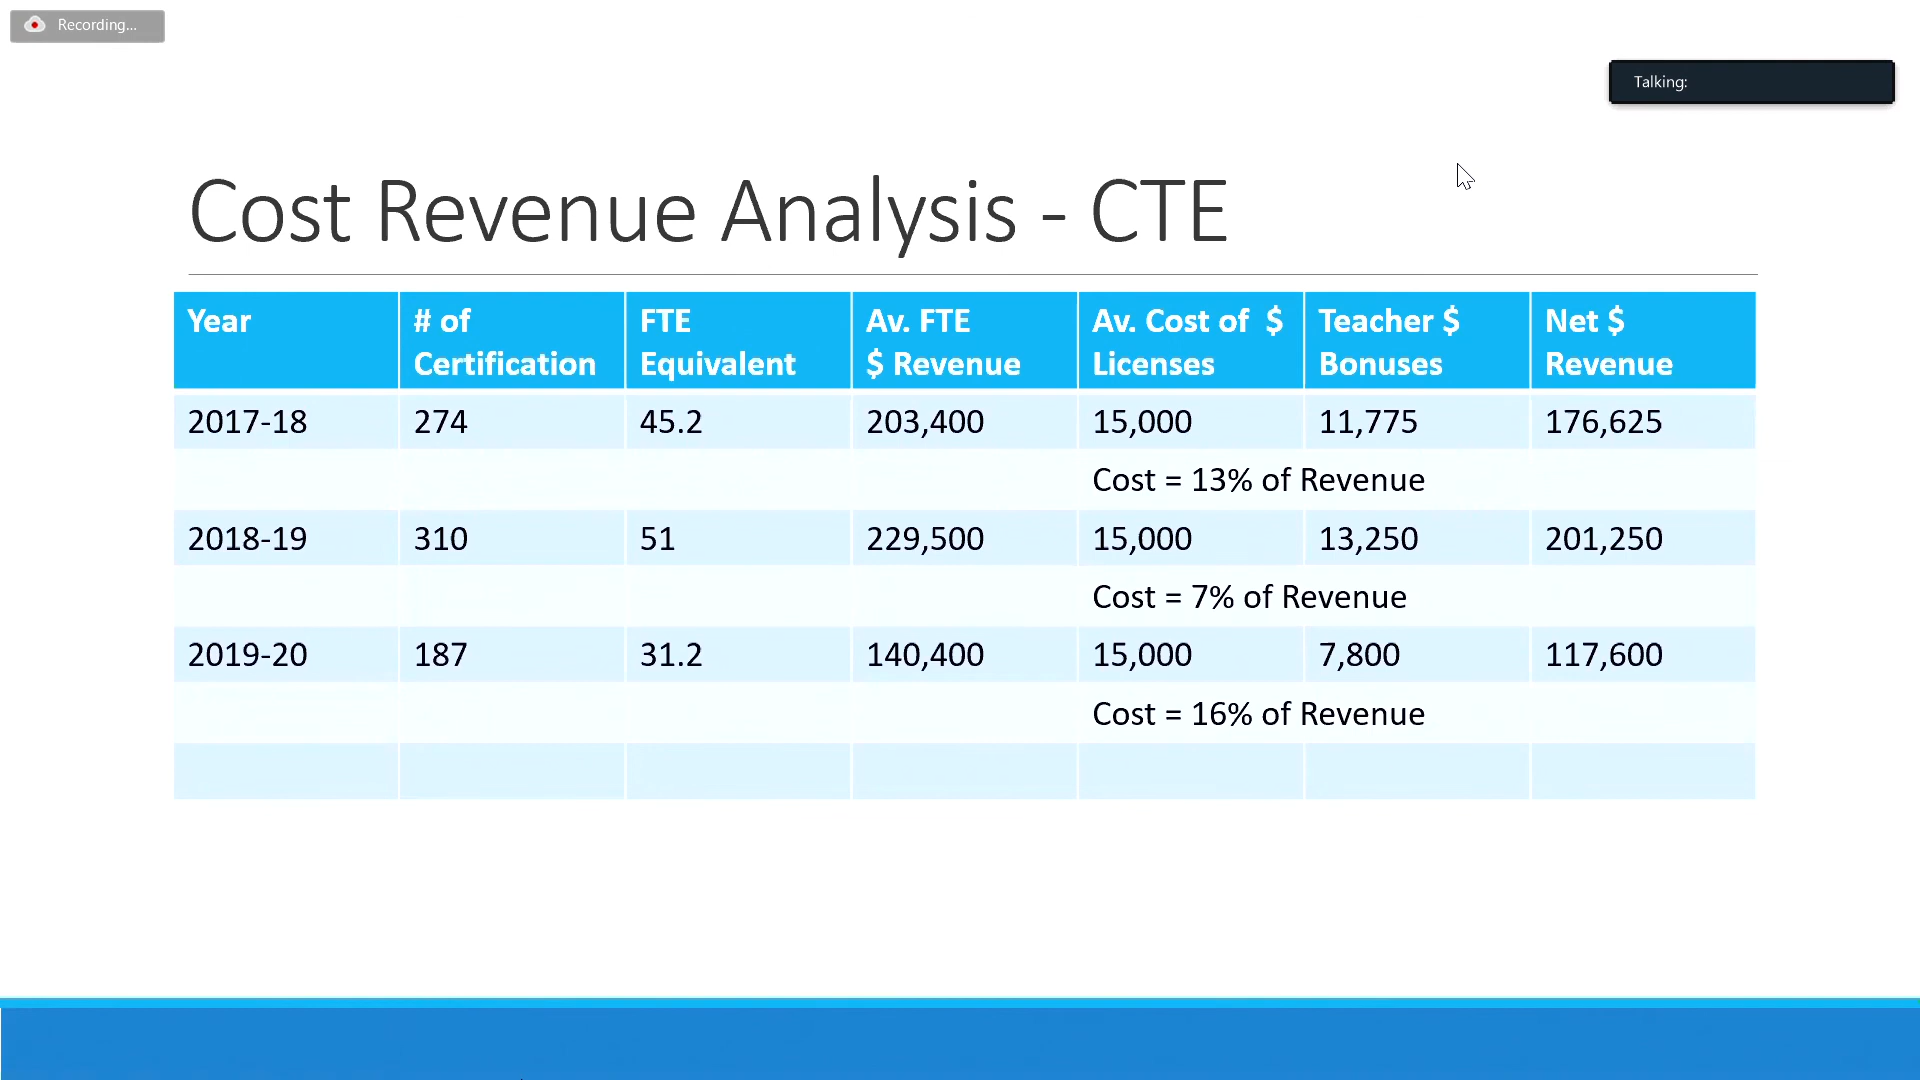 Recording...
Talking:
Cost Revenue Analysis - CTE
Year # of Certification FTE Equivalent Av. FTE $ Revenue Av. Cost of $ Licenses Teacher $ Bonuses Net $ Revenue
2017-18 274 45.2 203,400 15,000 11,775 176,625
Cost = 13% of Revenue
2018-19 310 51 229,500 15,000 13,250 201,250
Cost = 7% of Revenue
2019-20 187 31.2 140,400 15,000 7,800 117,600
Cost = 16% of Revenue